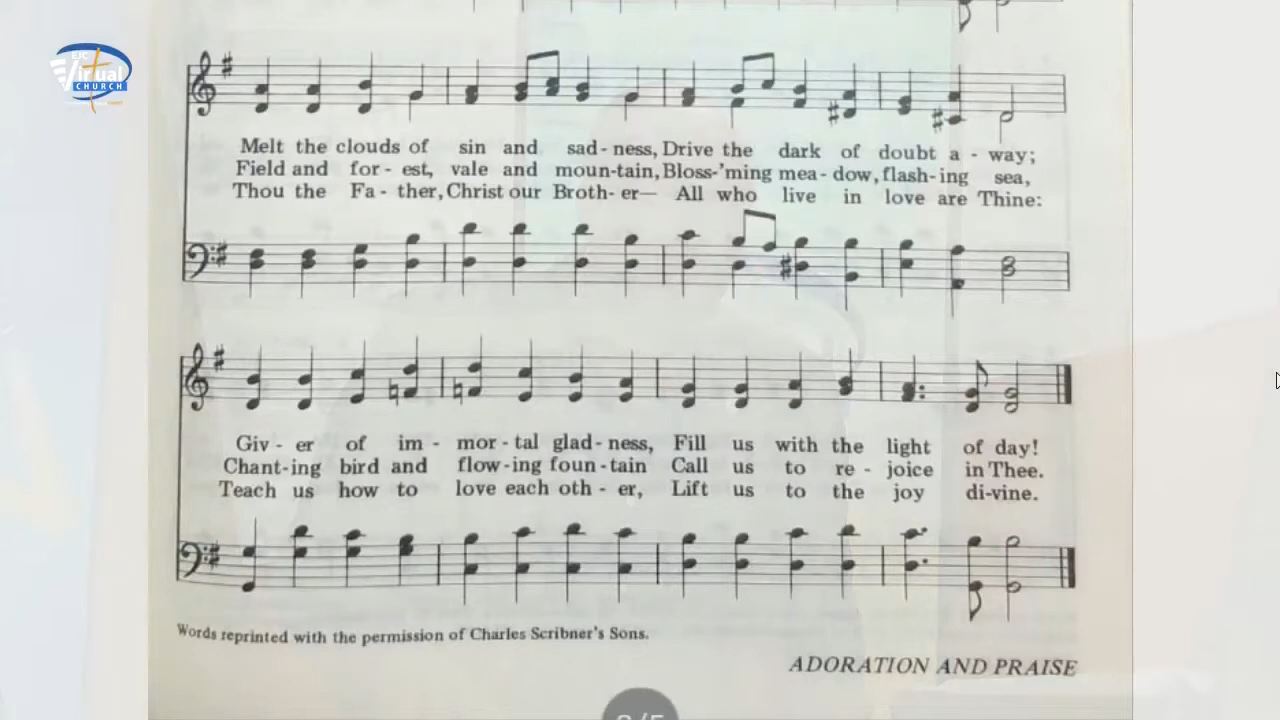 EJC
Virtual
CHURCH
Melt the clouds of sin and sad - ness, Drive the dark of doubt a - way;
Field and for - est, vale and moun - tain, Bloss-'ming mea - dow, flash - ing sea,
Thou the Fa - ther, Christ our Broth - er— All who live in love are Thine:
Giv - er of im - mor - tal glad - ness, Fill us with the light of day!
Chant - ing bird and flow - ing foun - tain Call us to re - joice in Thee.
Teach us how to love each oth - er, Lift us to the joy di - vine.
Words reprinted with the permission of Charles Scribner's Sons.
ADORATION AND PRAISE